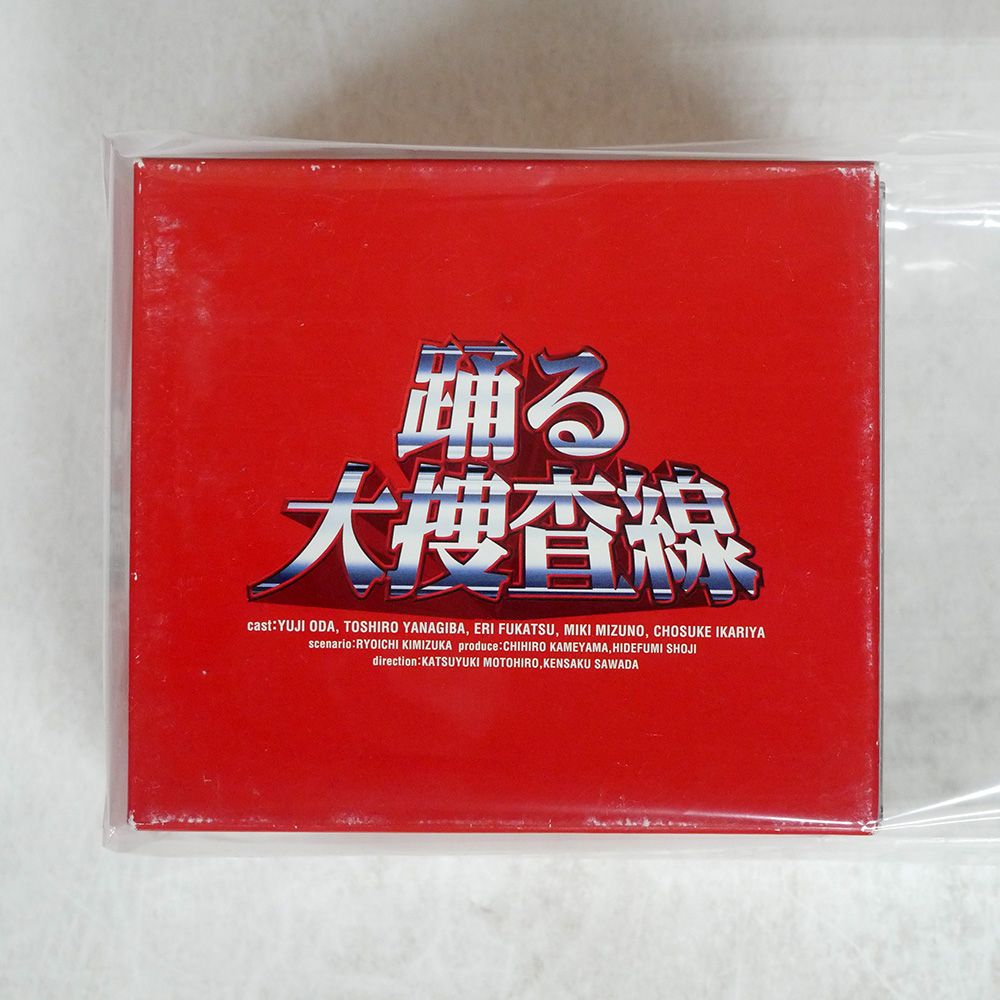 踊る
大捜査線
cast:YUJI ODA, TOSHIRO YANAGIBA, ERI FUKATSU, MIKI MIZUNO, CHOSUKE IKARIYA
scenario:RYOICHI KIMIZUKA produce:CHIHIRO KAMEYAMA,HIDEFUMI SHOJI
direction:KATSUYUKI MOTOHIRO,KENSAKU SAWADA